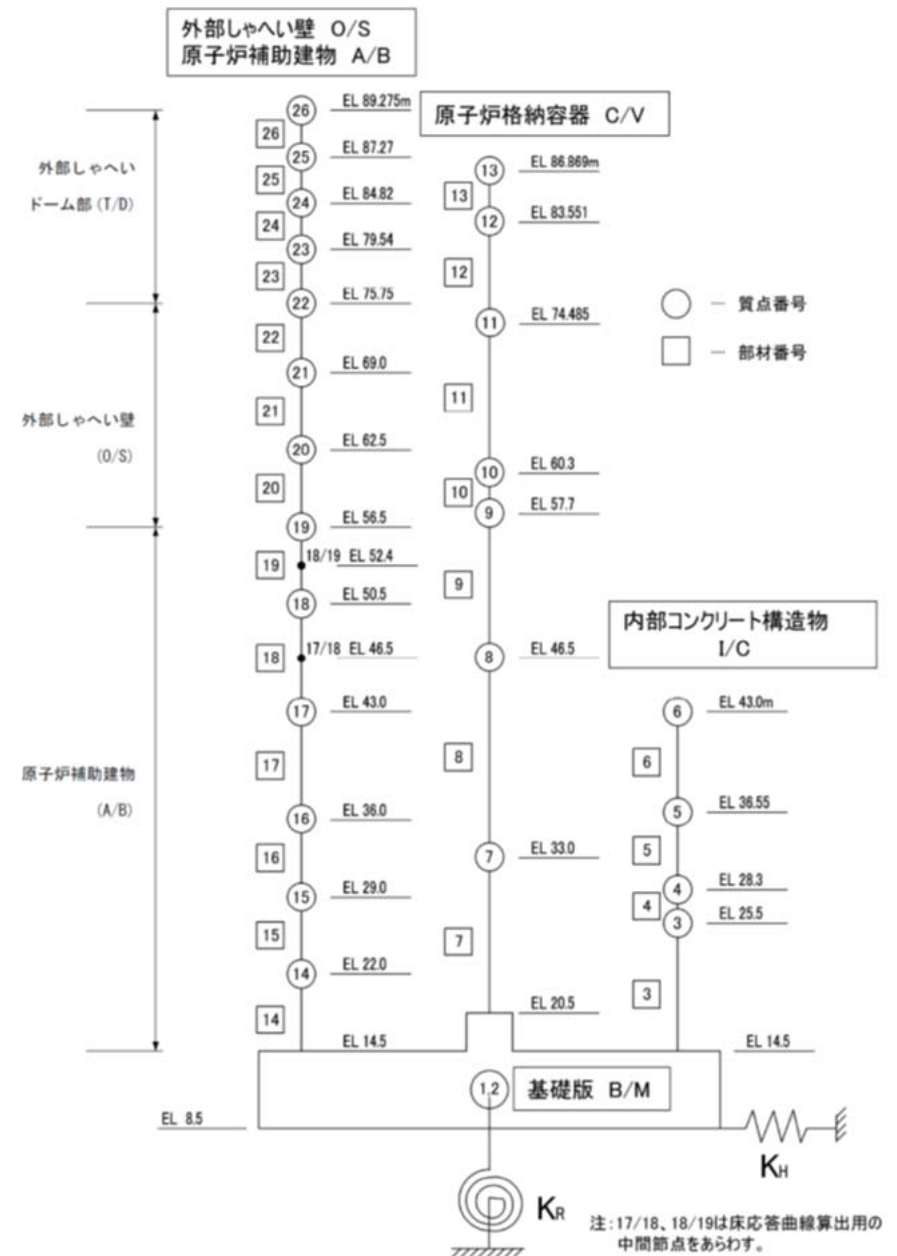 外部しゃへい壁 O/S
原子炉補助建物 A/B
原子炉格納容器 C/V
内部コンクリート構造物
I/C
外部しゃへい
ドーム部(T/D)
外部しゃへい壁
(O/S)
原子炉補助建物
(A/B)
26 EL 89.275m
26
25 EL 87.27
25
24 EL 84.82
24
23 EL 79.54
23
22 EL 75.75
22
21 EL 69.0
21
20 EL 62.5
20
19 EL 56.5
18/19 EL 52.4
19
18 EL 50.5
17/18 EL 46.5
18
17 EL 43.0
17
16 EL 36.0
16
15 EL 29.0
15
14 EL 22.0
14
EL 14.5
13 EL 86.869m
13
12 EL 83.551
12
11 EL 74.485
11
10 EL 60.3
10
9 EL 57.7
9
8 EL 46.5
8
7 EL 33.0
7
EL 20.5
6 EL 43.0m
6
5 EL 36.55
5
4 EL 28.3
4
3 EL 25.5
3
EL 14.5
○ … 質点番号
□ … 部材番号
1,2 基礎版 B/M
EL 8.5
KH
KR
注:17/18、18/19は床応答曲線算出用の
中間節点をあらわす。